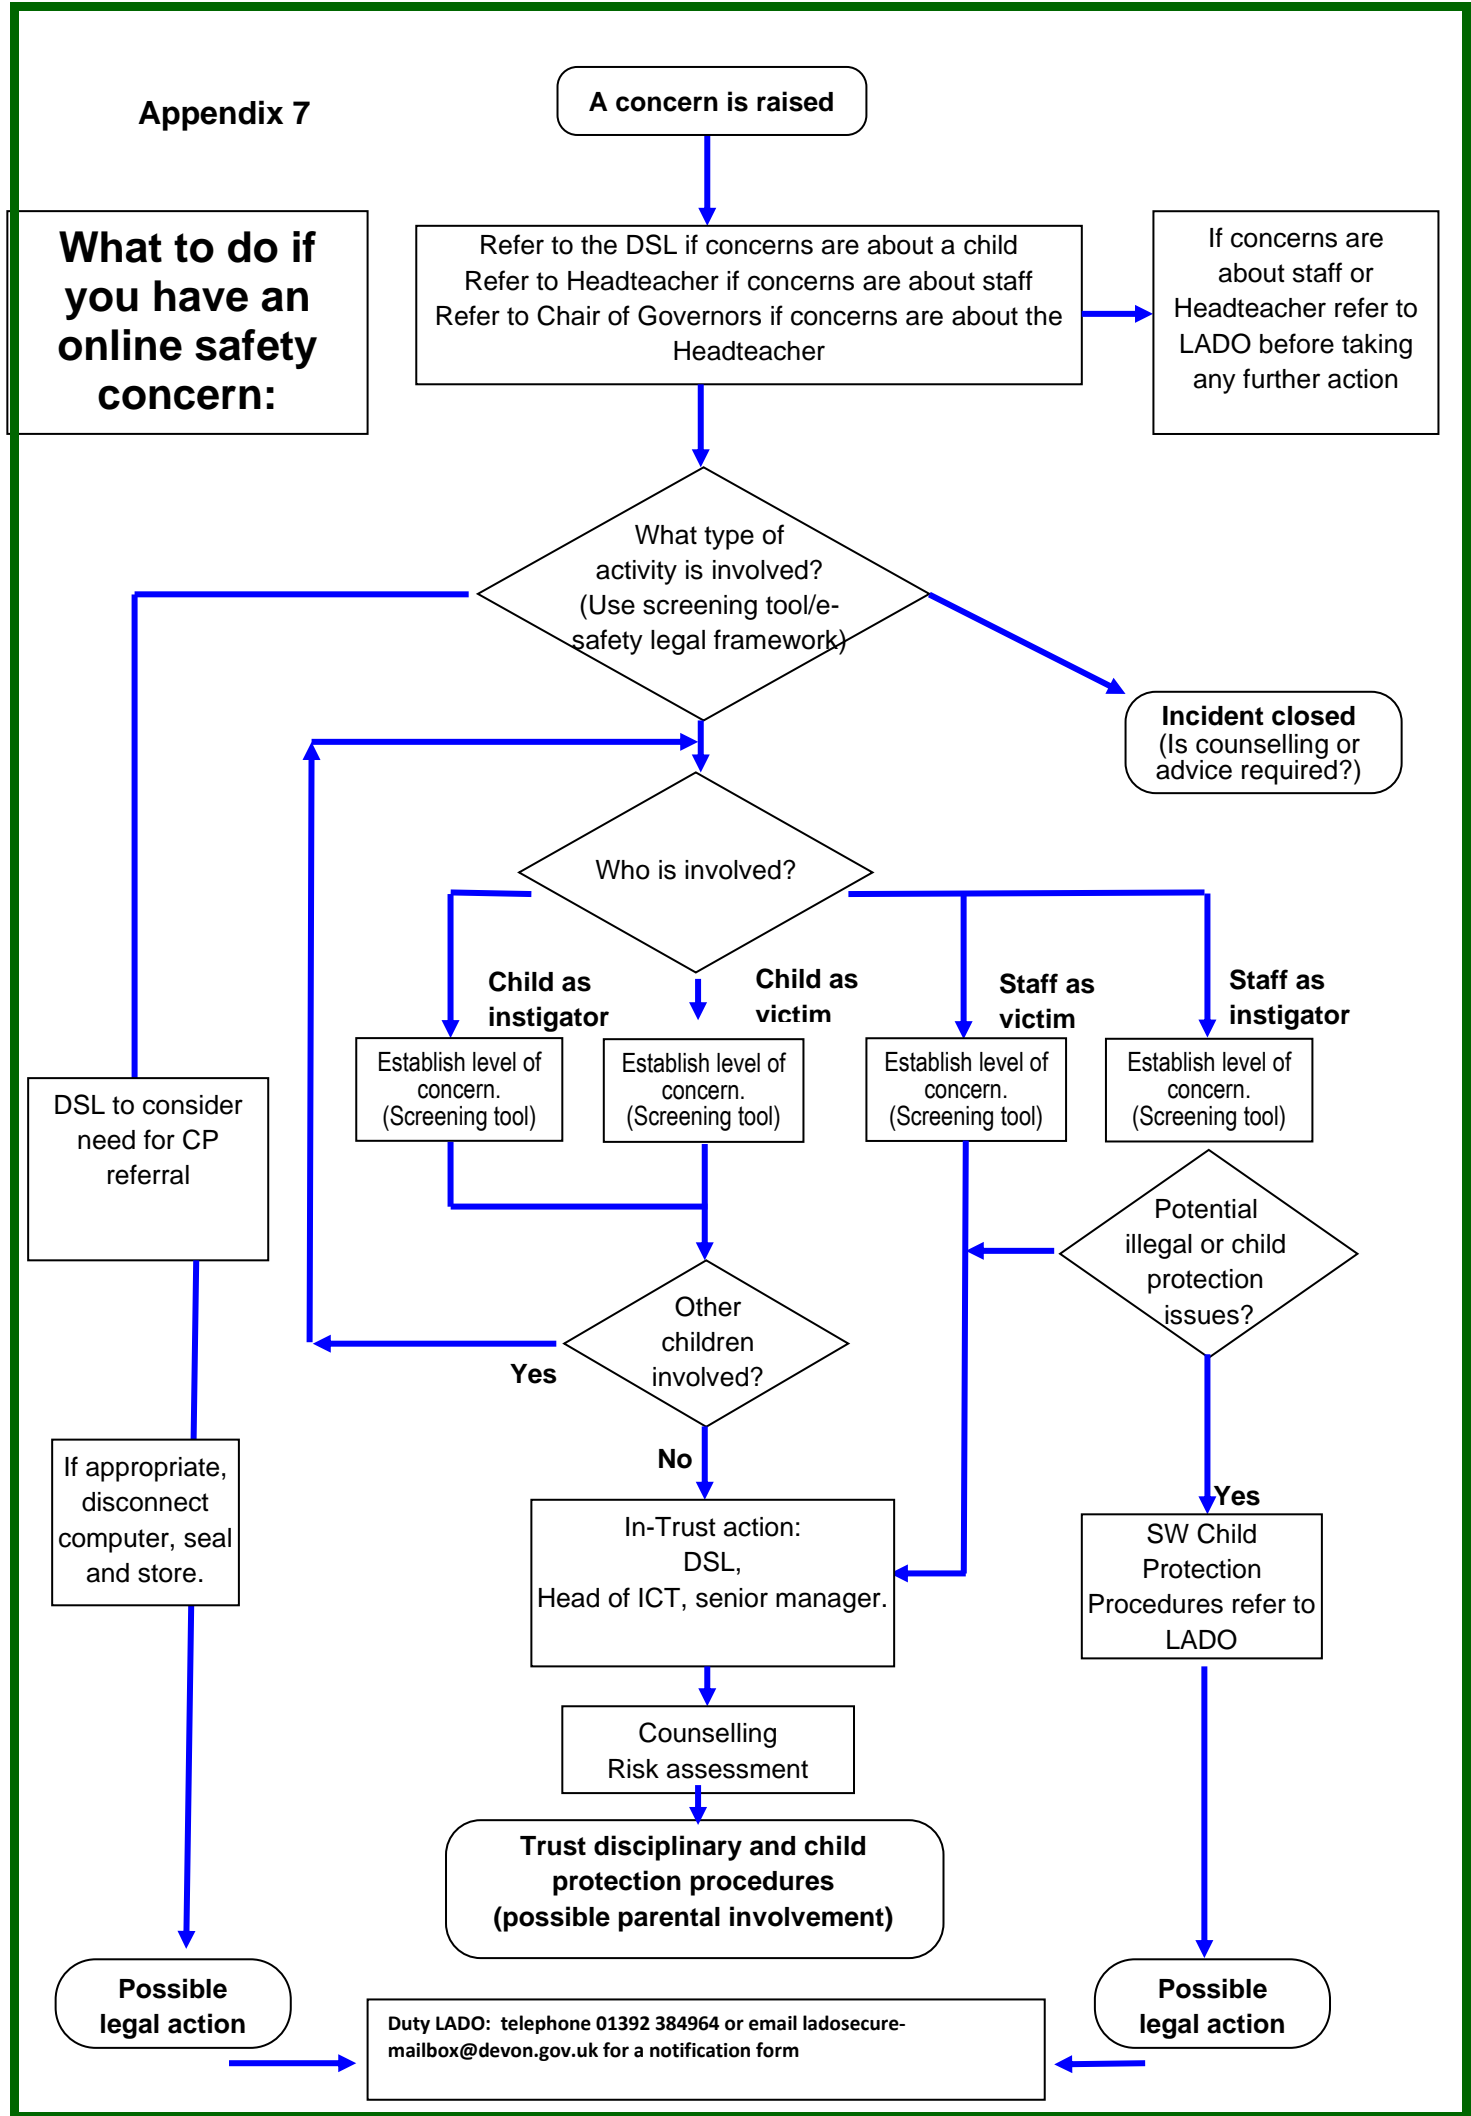 Appendix 7
A concern is raised
What to do if
you have an
online safety
concern:
Refer to the DSL if concerns are about a child
Refer to Headteacher if concerns are about staff
Refer to Chair of Governors if concerns are about the
Headteacher
If concerns are
about staff or
Headteacher refer to
LADO before taking
any further action
What type of
activity is involved?
(Use screening tool/e-
safety legal framework)
Incident closed
(Is counselling or
advice required?)
Who is involved?
Child as
instigator
Child as
victim
Staff as
victim
Staff as
instigator
Establish level of
concern.
(Screening tool)
Establish level of
concern.
(Screening tool)
Establish level of
concern.
(Screening tool)
Establish level of
concern.
(Screening tool)
DSL to consider
need for CP
referral
Potential
illegal or child
protection
issues?
Other
children
involved?
Yes
No
If appropriate,
disconnect
computer, seal
and store.
In-Trust action:
DSL,
Head of ICT, senior manager.
Yes
SW Child
Protection
Procedures refer to
LADO
Counselling
Risk assessment
Trust disciplinary and child
protection procedures
(possible parental involvement)
Possible
legal action
Possible
legal action
Duty LADO: telephone 01392 384964 or email ladosecure-
mailbox@devon.gov.uk for a notification form